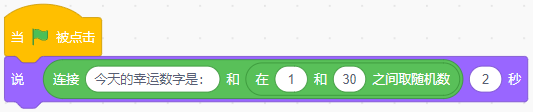 当 被点击
说 连接 今天的幸运数字是： 和 在 1 和 30 之间取随机数 2 秒